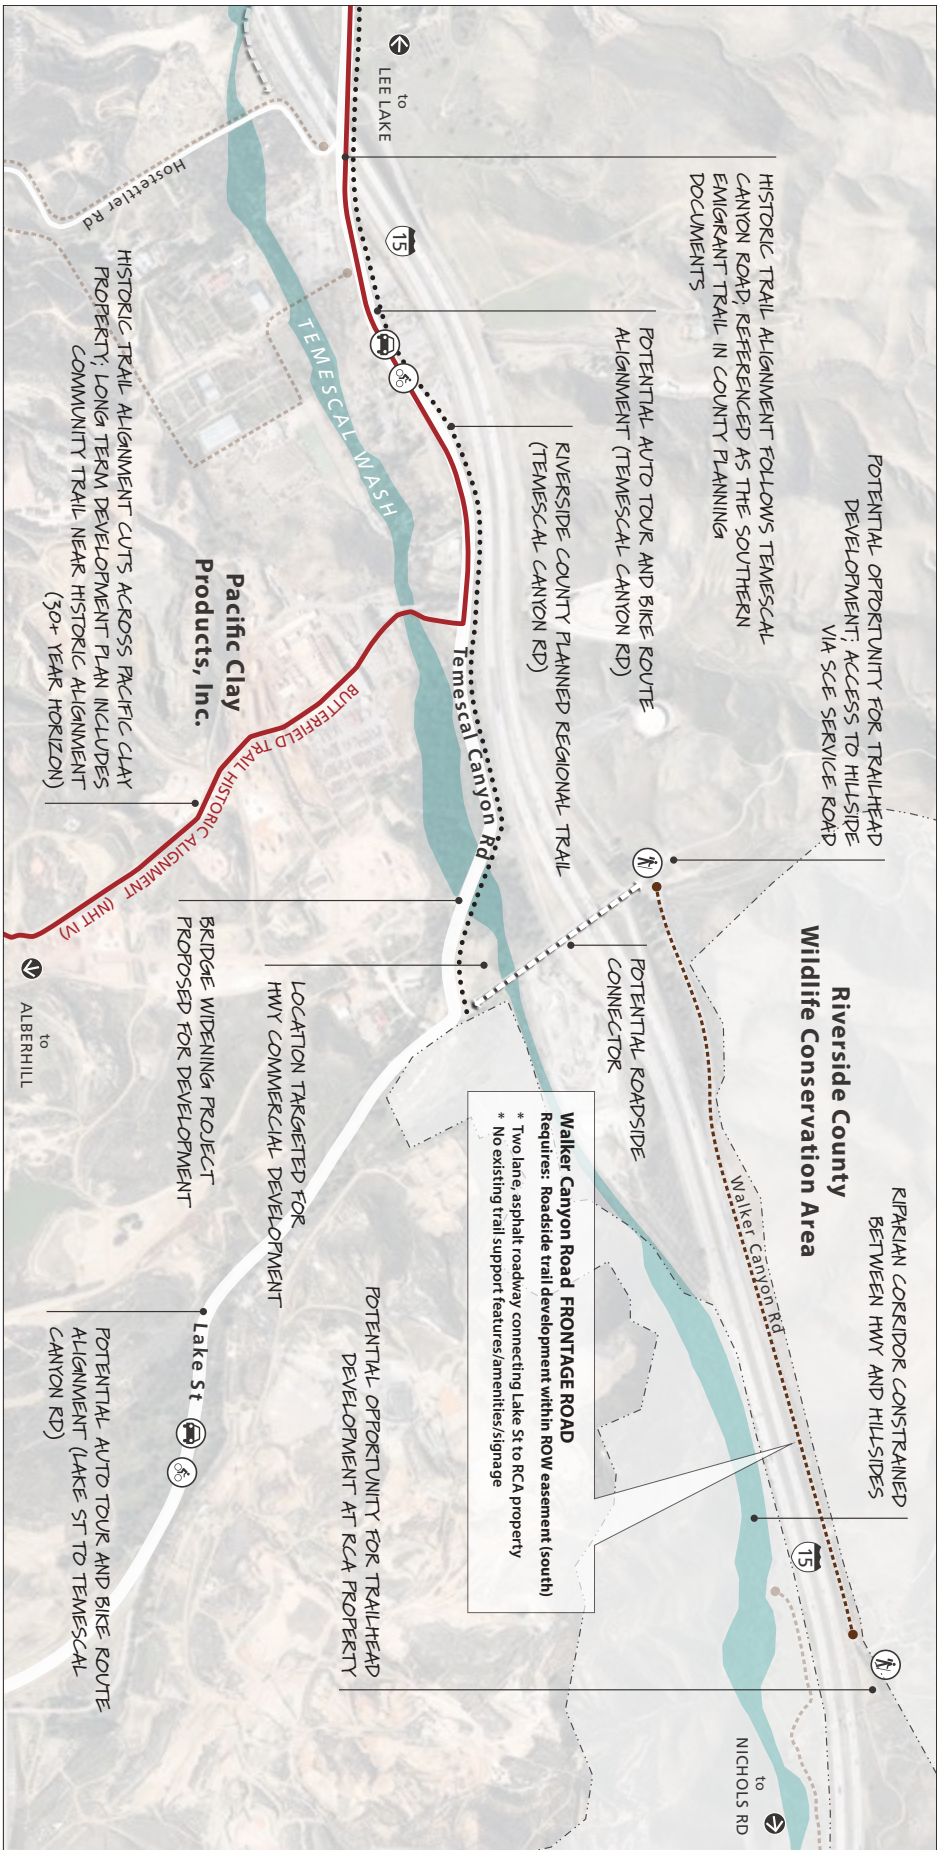 to
LEE LAKE
15
HISTORIC TRAIL ALIGNMENT FOLLOWS TEMESCAL
CANYON ROAD; REFERENCED AS THE SOUTHERN
EMIGRANT TRAIL IN COUNTY PLANNING
DOCUMENTS
POTENTIAL AUTO TOUR AND BIKE ROUTE
ALIGNMENT (TEMESCAL CANYON RD)
RIVERSIDE COUNTY PLANNED REGIONAL TRAIL
(TEMESCAL CANYON RD)
POTENTIAL OPPORTUNITY FOR TRAILHEAD
DEVELOPMENT; ACCESS TO HILLSIDE
VIA SCE SERVICE ROAD
Riverside County
Wildlife Conservation Area
RIPARIAN CORRIDOR CONSTRAINED
BETWEEN HWY AND HILLSIDES
Walker Canyon Rd
15
to
NICHOLS RD
POTENTIAL ROADSIDE
CONNECTOR
Walker Canyon Road FRONTAGE ROAD
Requires: Roadside trail development within ROW easement (south)
* Two lane, asphalt roadway connecting Lake St to RCA property
* No existing trail support features/amenities/signage
Hostettler Rd
TEMESCAL WASH
Temescal Canyon Rd
HISTORIC TRAIL ALIGNMENT CUTS ACROSS PACIFIC CLAY
PROPERTY; LONG TERM DEVELOPMENT PLAN INCLUDES
COMMUNITY TRAIL NEAR HISTORIC ALIGNMENT
(30+ YEAR HORIZON)
Pacific Clay
Products, Inc.
BUTTERFIELD TRAIL HISTORIC ALIGNMENT (NHT IV)
to
ALBERHILL
BRIDGE WIDENING PROJECT
PROPOSED FOR DEVELOPMENT
LOCATION TARGETED FOR
HWY COMMERCIAL DEVELOPMENT
POTENTIAL OPPORTUNITY FOR TRAILHEAD
DEVELOPMENT AT RCA PROPERTY
Lake St
POTENTIAL AUTO TOUR AND BIKE ROUTE
ALIGNMENT (LAKE ST TO TEMESCAL
CANYON RD)